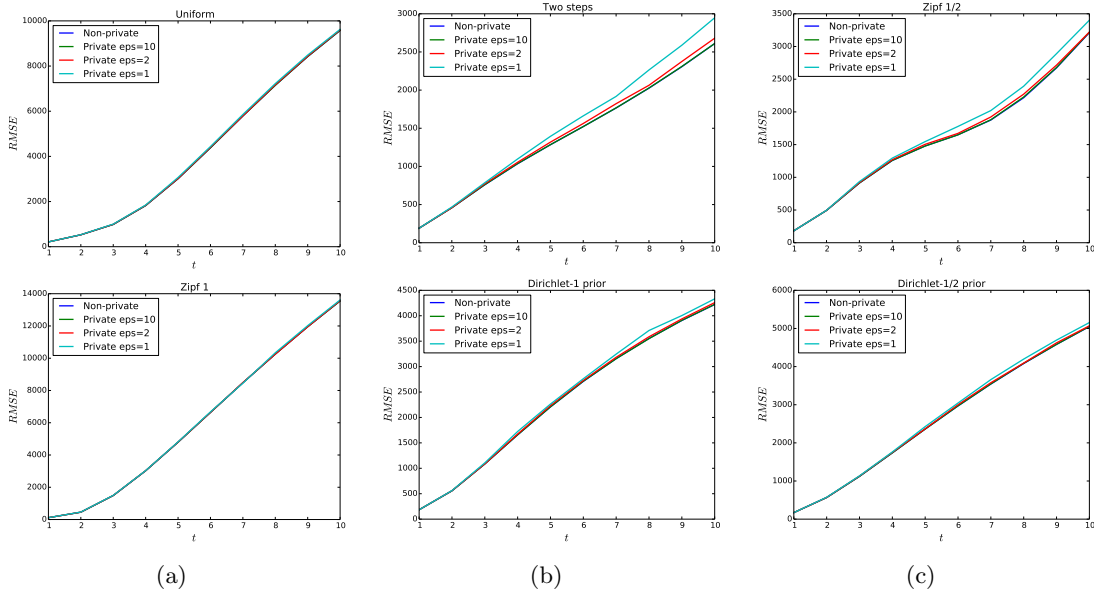 Uniform
10000
8000
6000
4000
2000
0
RMSE
Non-private
Private eps=10
Private eps=2
Private eps=1
1 2 3 4 5 6 7 8 9 10
t
Two steps
3000
2500
2000
1500
1000
500
0
RMSE
Non-private
Private eps=10
Private eps=2
Private eps=1
1 2 3 4 5 6 7 8 9 10
t
Zipf 1/2
3500
3000
2500
2000
1500
1000
500
0
RMSE
Non-private
Private eps=10
Private eps=2
Private eps=1
1 2 3 4 5 6 7 8 9 10
t
Zipf 1
14000
12000
10000
8000
6000
4000
2000
0
RMSE
Non-private
Private eps=10
Private eps=2
Private eps=1
1 2 3 4 5 6 7 8 9 10
t
Dirichlet-1 prior
4500
4000
3500
3000
2500
2000
1500
1000
500
0
RMSE
Non-private
Private eps=10
Private eps=2
Private eps=1
1 2 3 4 5 6 7 8 9 10
t
Dirichlet-1/2 prior
6000
5000
4000
3000
2000
1000
0
RMSE
Non-private
Private eps=10
Private eps=2
Private eps=1
1 2 3 4 5 6 7 8 9 10
t
(a)
(b)
(c)